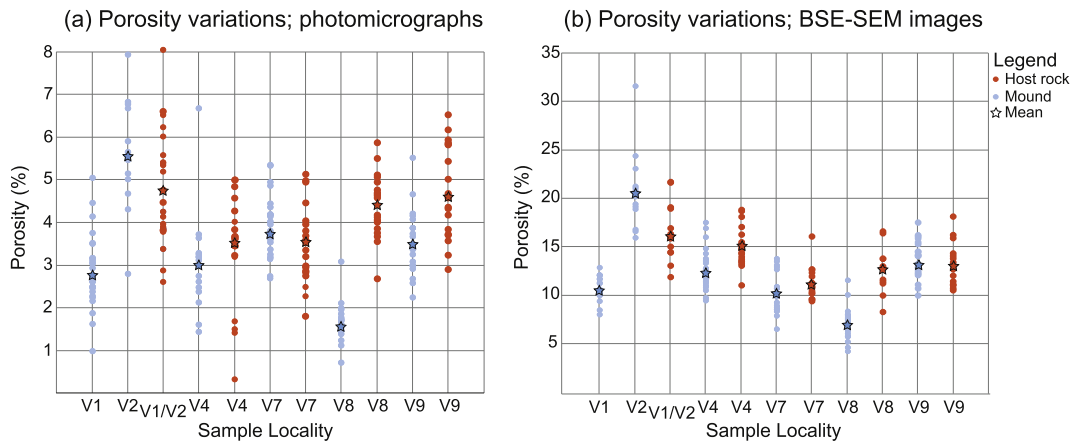 (a) Porosity variations; photomicrographs
8
7
6
5
4
3
2
1
Porosity (%)
V1 V2 V1/V2 V4 V4 V7 V7 V8 V8 V9 V9
Sample Locality
(b) Porosity variations; BSE-SEM images
35
30
25
20
15
10
5
Porosity (%)
V1 V2 V1/V2 V4 V4 V7 V7 V8 V8 V9 V9
Sample Locality
Legend
Host rock
Mound
Mean